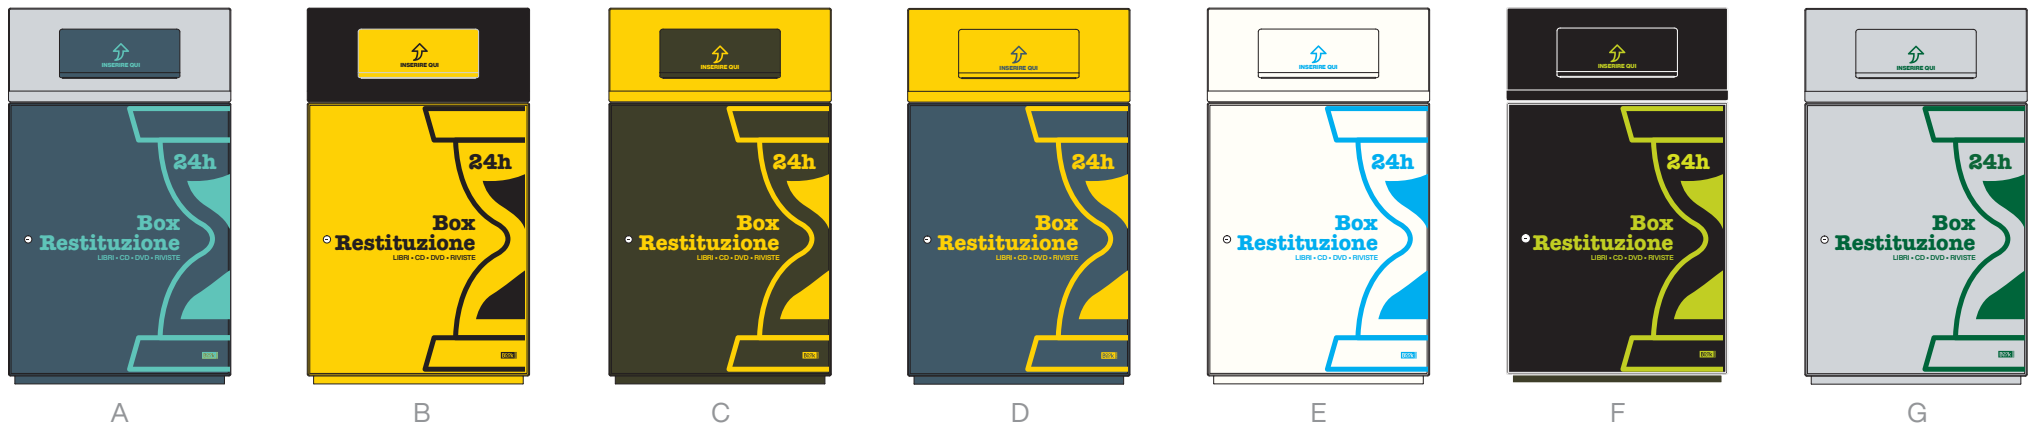 INSERIRE QUI
24h
Box
Restituzione
LIBRI • CD • DVD • RIVISTE
A
INSERIRE QUI
24h
Box
Restituzione
LIBRI • CD • DVD • RIVISTE
B
INSERIRE QUI
24h
Box
Restituzione
LIBRI • CD • DVD • RIVISTE
C
INSERIRE QUI
24h
Box
Restituzione
LIBRI • CD • DVD • RIVISTE
D
INSERIRE QUI
24h
Box
Restituzione
LIBRI • CD • DVD • RIVISTE
E
INSERIRE QUI
24h
Box
Restituzione
LIBRI • CD • DVD • RIVISTE
F
INSERIRE QUI
24h
Box
Restituzione
LIBRI • CD • DVD • RIVISTE
G